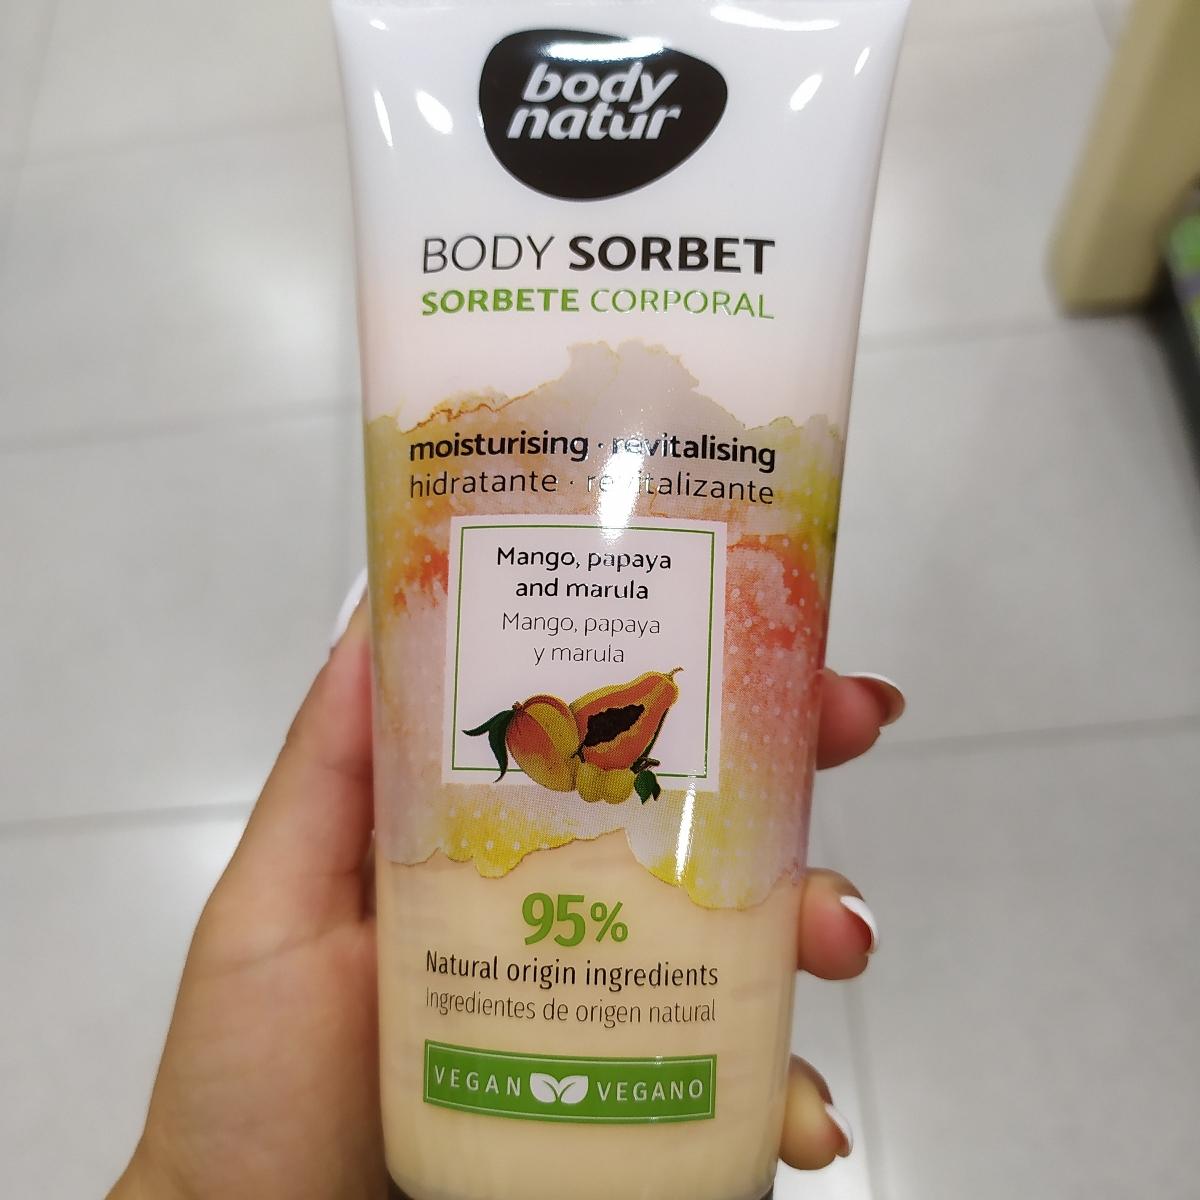 body
natur
BODY SORBET
SORBETE CORPORAL
moisturising · revitalising
hidratante · revitalizante
Mango, papaya
and marula
Mango, papaya
y marula
95%
Natural origin ingredients
Ingredientes de origen natural
VEGAN VEGANO